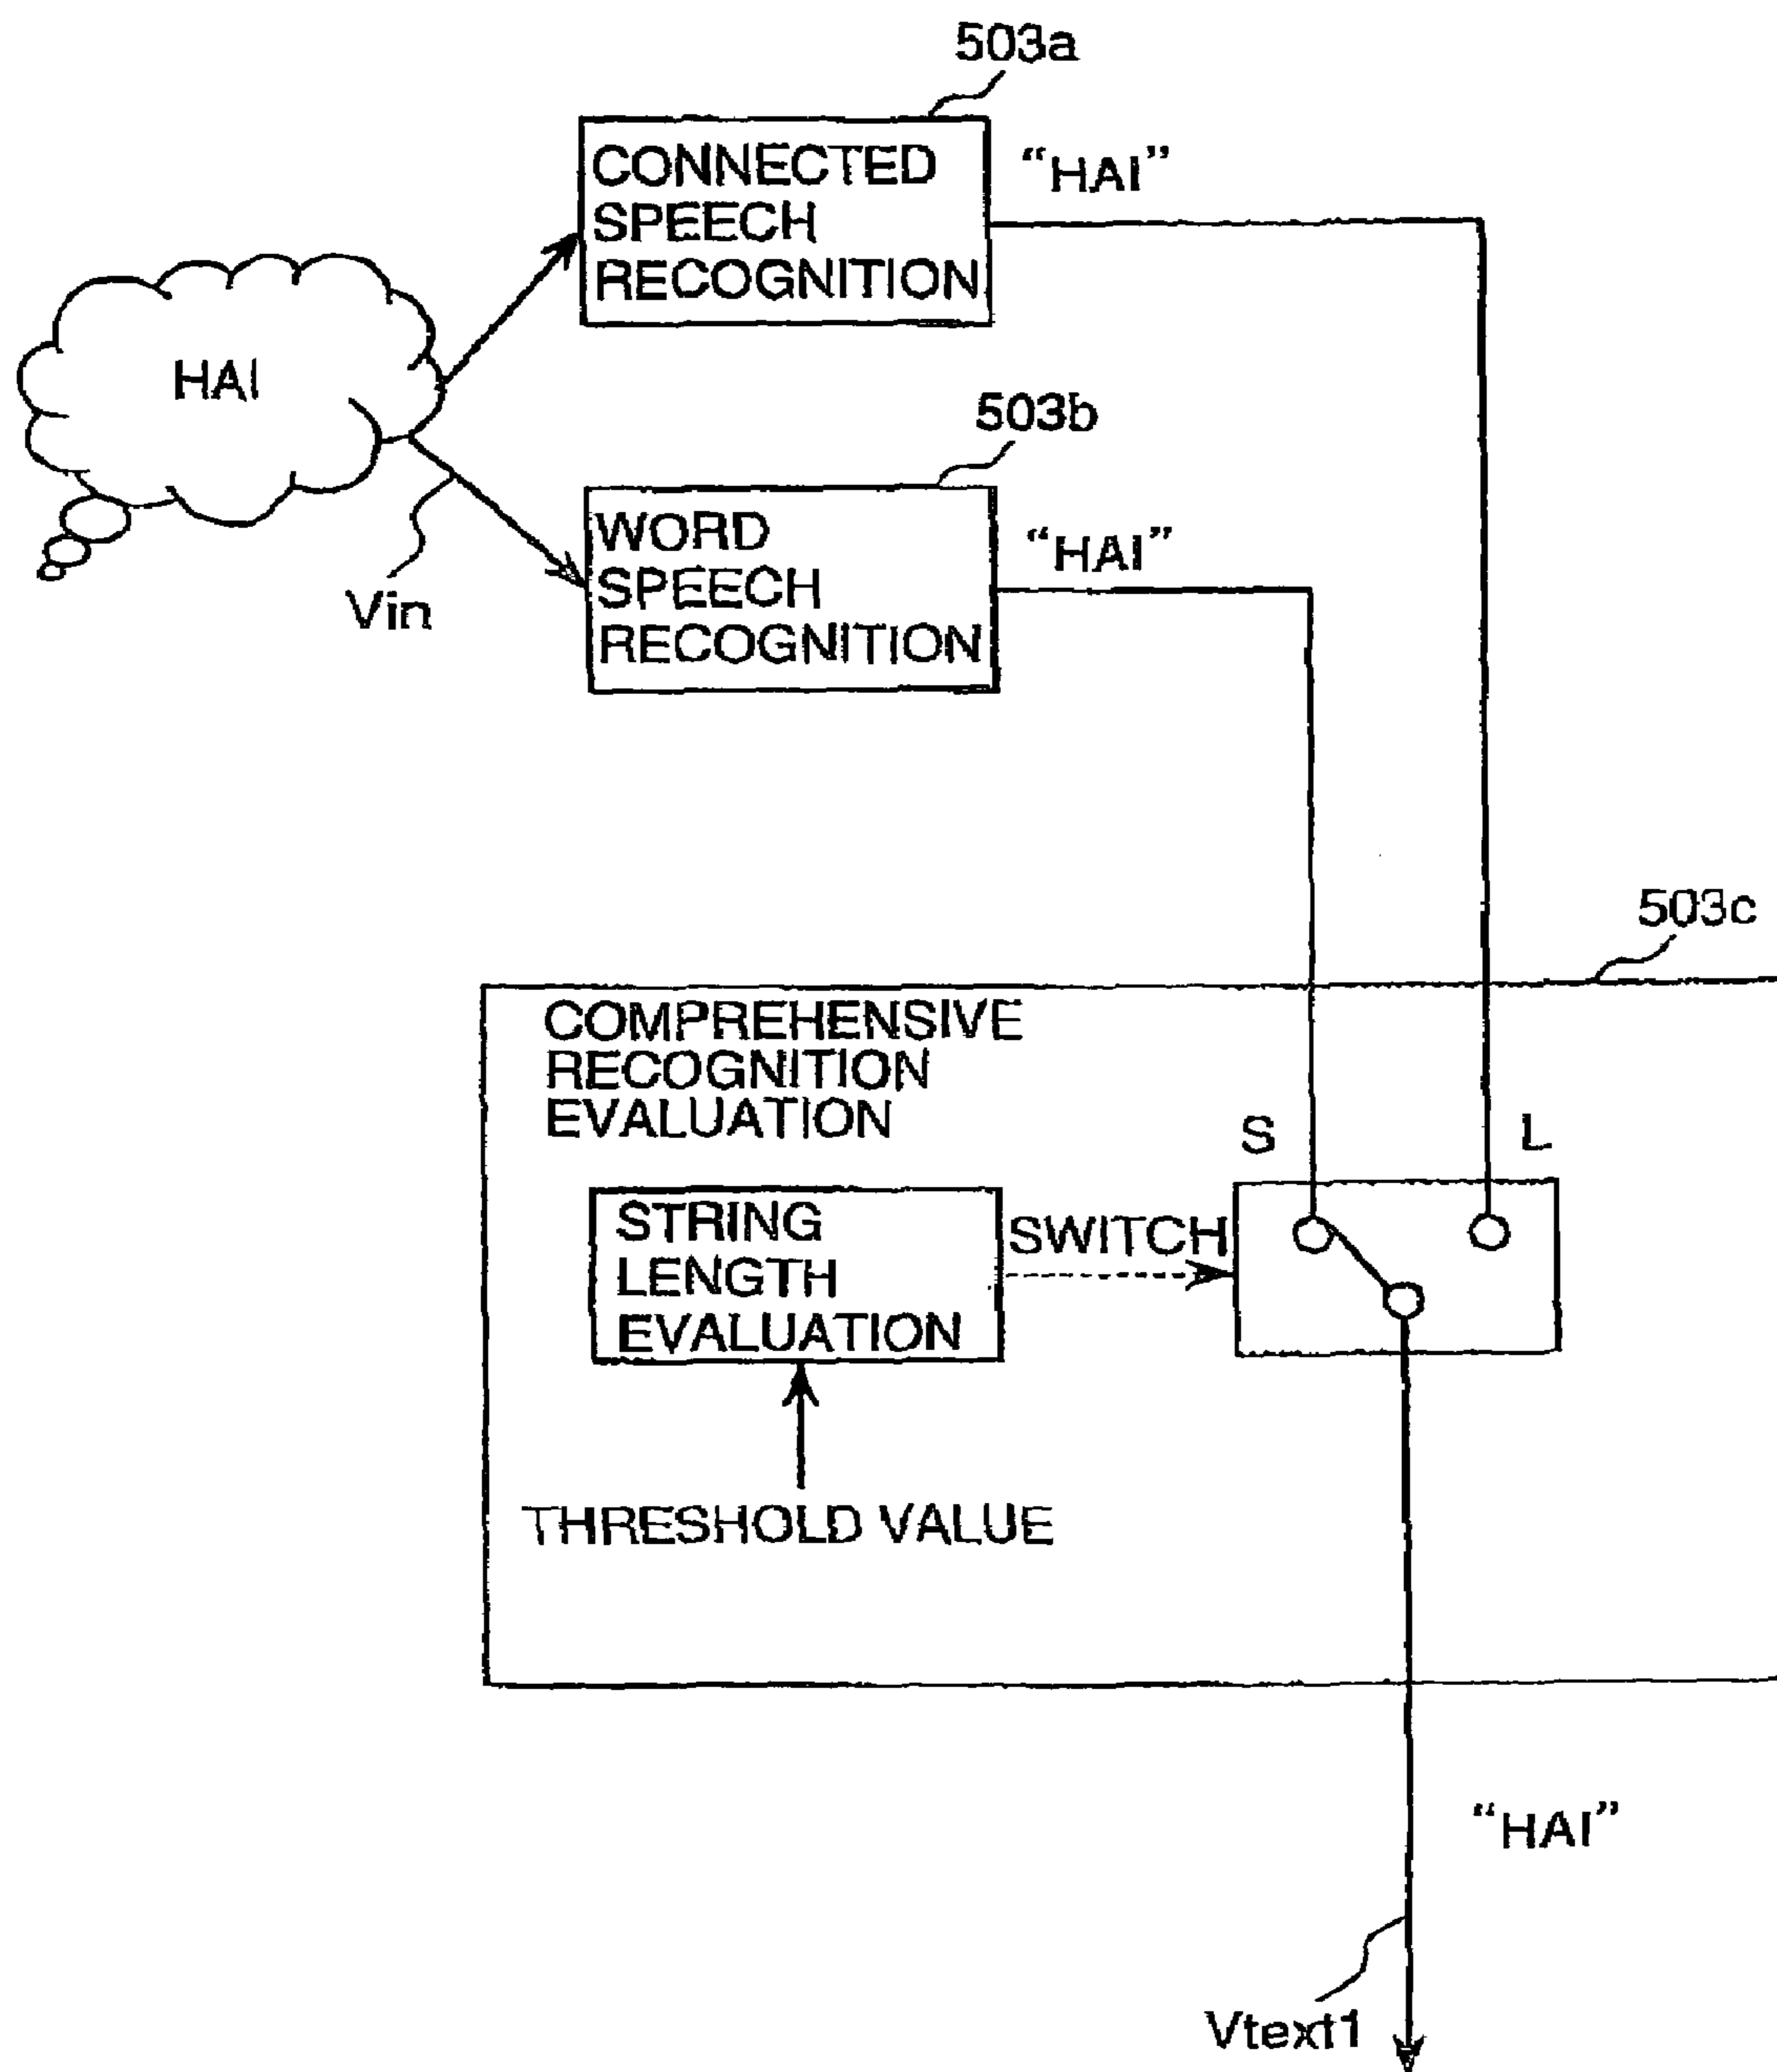 503a
CONNECTED
SPEECH
RECOGNITION
“HAI”
HAI
503b
WORD
SPEECH
RECOGNITION
“HAI”
Vin
503c
COMPREHENSIVE
RECOGNITION
EVALUATION
S
L
STRING
LENGTH
EVALUATION
SWITCH
THRESHOLD VALUE
“HAI”
Vtext1